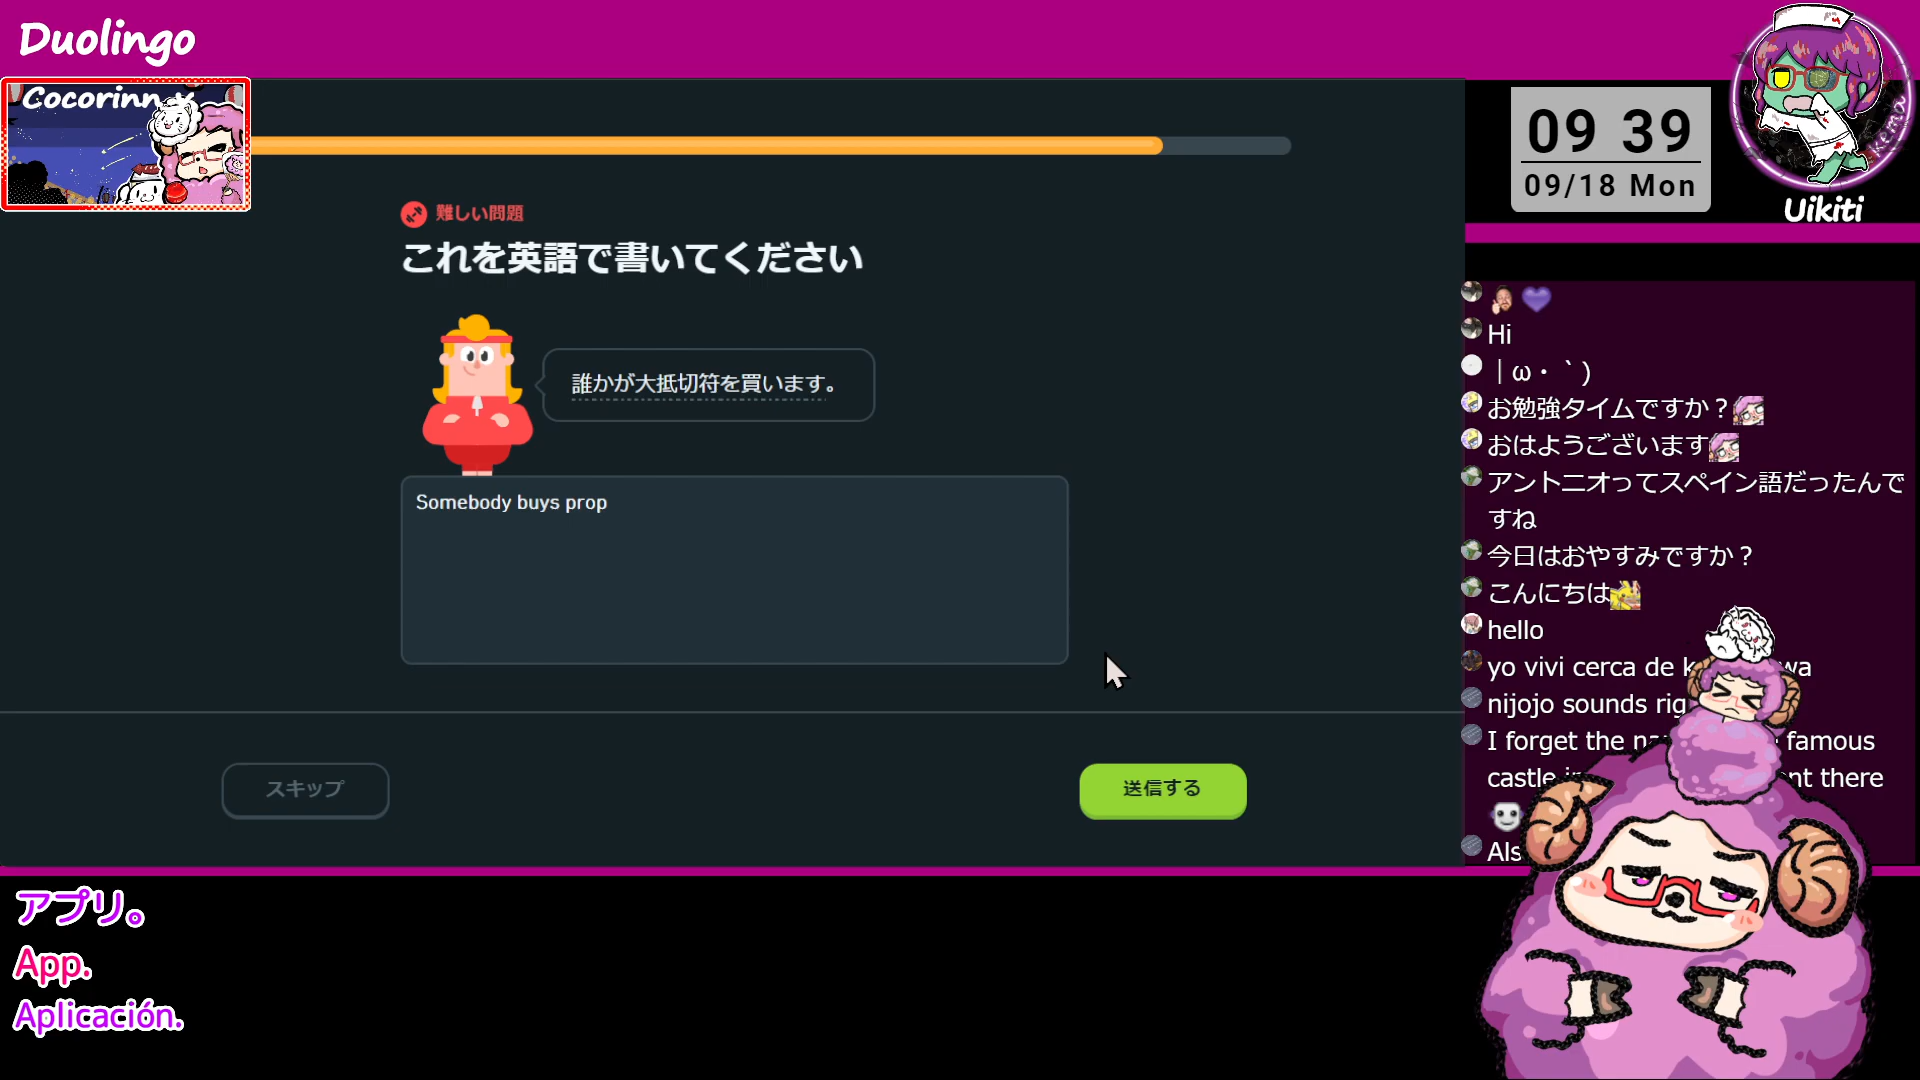 Duolingo
Cocorinn
09 39
09/18 Mon
Uikiti
難しい問題
これを英語で書いてください
誰かが大抵切符を買います。
Somebody buys prop
スキップ
送信する
Hi
｜ω・｀)
お勉強タイムですか？
おはようございます
アントニオってスペイン語だったんで
すね
今日はおやすみですか？
こんにちは
hello
yo vivi cerca de
nijojo sounds
I forget the famous
castle there
アプリ。
App.
Aplicación.